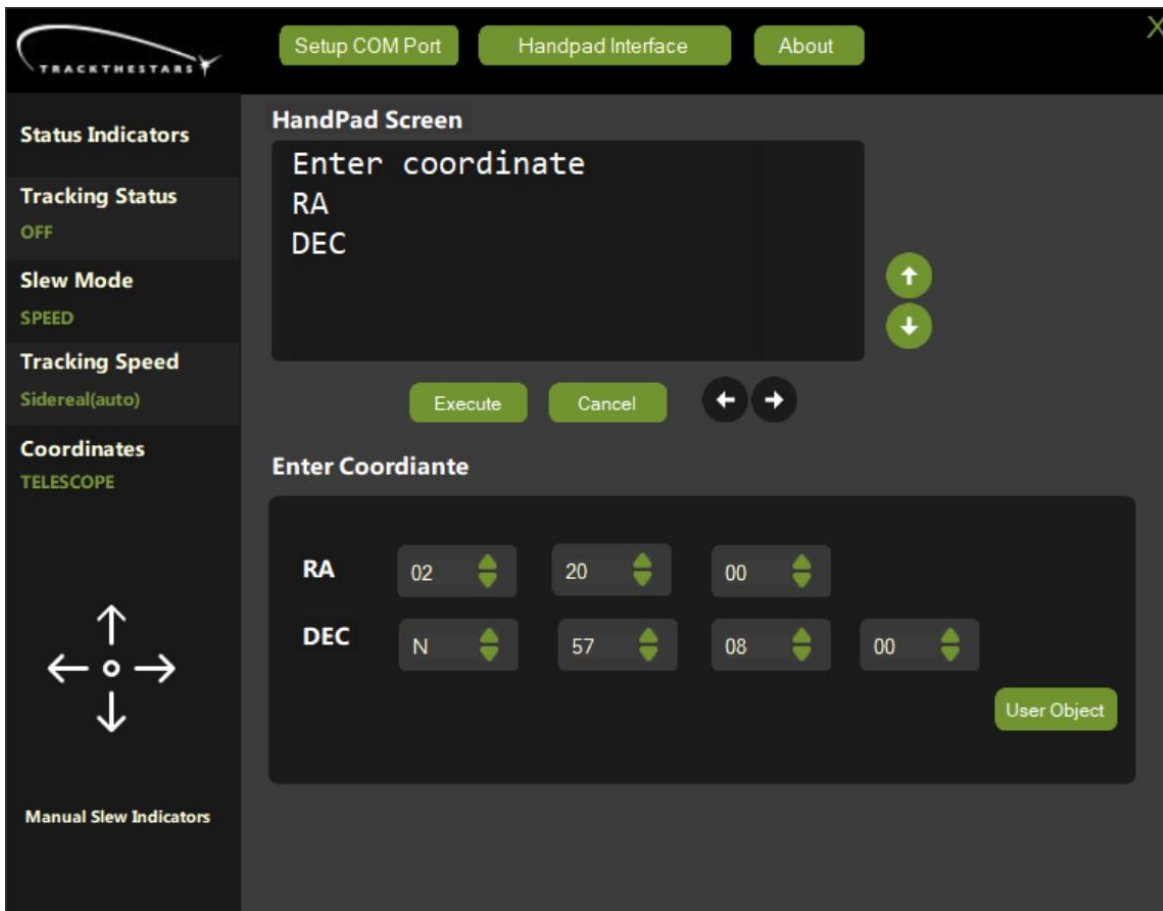 TRACKTHESTARS
Setup COM Port
Handpad Interface
About
X
Status Indicators
Tracking Status
OFF
Slew Mode
SPEED
Tracking Speed
Sidereal(auto)
Coordinates
TELESCOPE
Manual Slew Indicators
HandPad Screen
Enter coordinate
RA
DEC
Execute
Cancel
Enter Coordiante
RA 02 20 00
DEC N 57 08 00
User Object